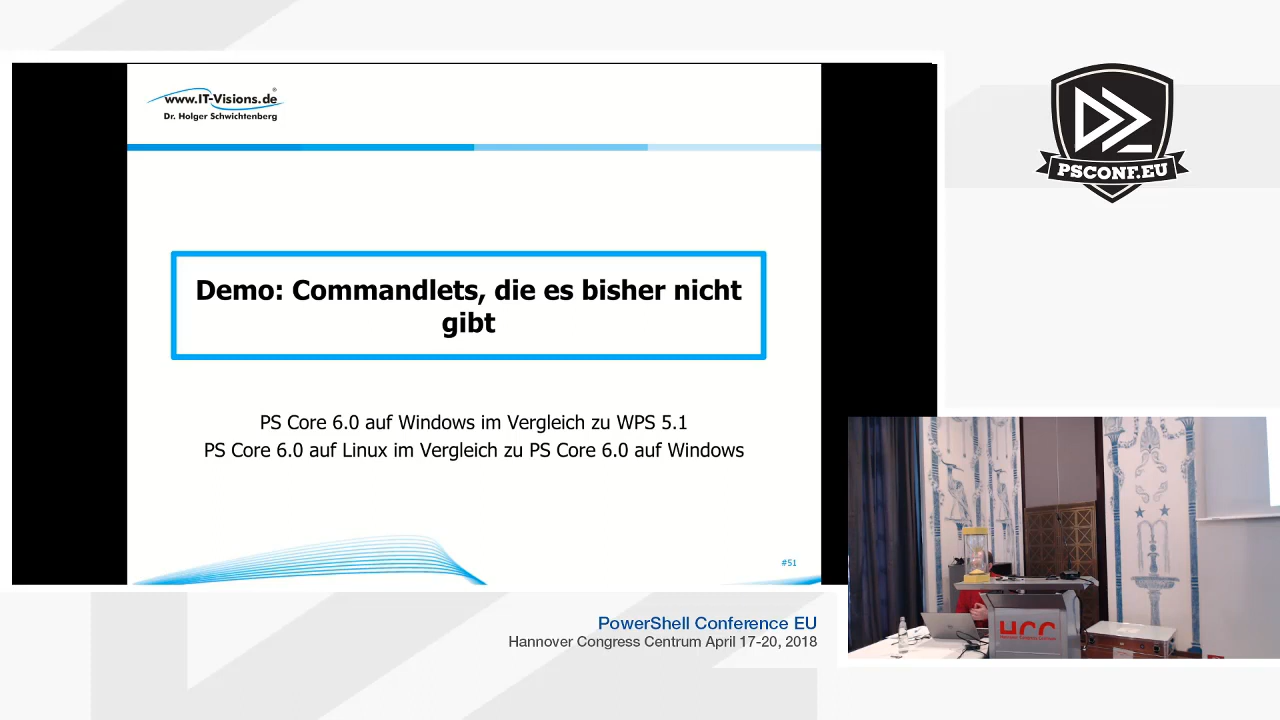 www.IT-Visions.de®
Dr. Holger Schwichtenberg
PSCONF.EU
Demo: Commandlets, die es bisher nicht
gibt
PS Core 6.0 auf Windows im Vergleich zu WPS 5.1
PS Core 6.0 auf Linux im Vergleich zu PS Core 6.0 auf Windows
#51
HCC
PowerShell Conference EU
Hannover Congress Centrum April 17-20, 2018